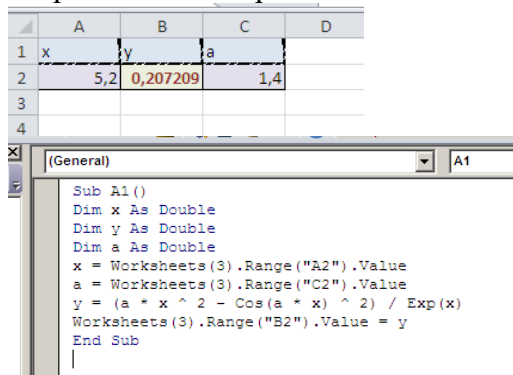 A B C D
1 x y a
2 5,2 0,207209 1,4
3
4
(General) A1
Sub A1()
Dim x As Double
Dim y As Double
Dim a As Double
x = Worksheets(3).Range("A2").Value
a = Worksheets(3).Range("C2").Value
y = (a * x ^ 2 - Cos(a * x) ^ 2) / Exp(x)
Worksheets(3).Range("B2").Value = y
End Sub